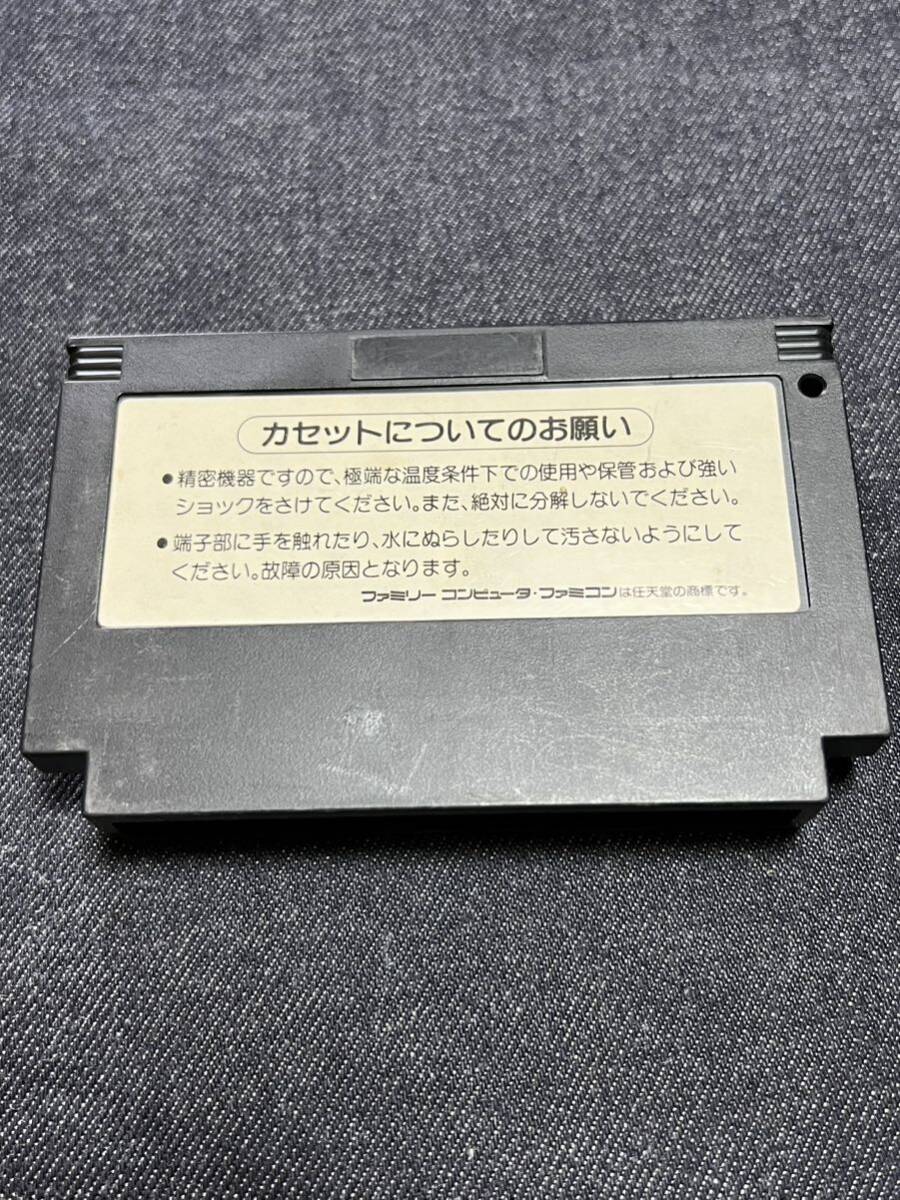 カセットについてのお願い
●精密機器ですので、極端な温度条件下での使用や保管および強い
ショックをさけてください。また、絶対に分解しないでください。
●端子部に手を触れたり、水にぬらしたりして汚さないようにして
ください。故障の原因となります。
ファミリー コンピュータ・ファミコンは任天堂の商標です。